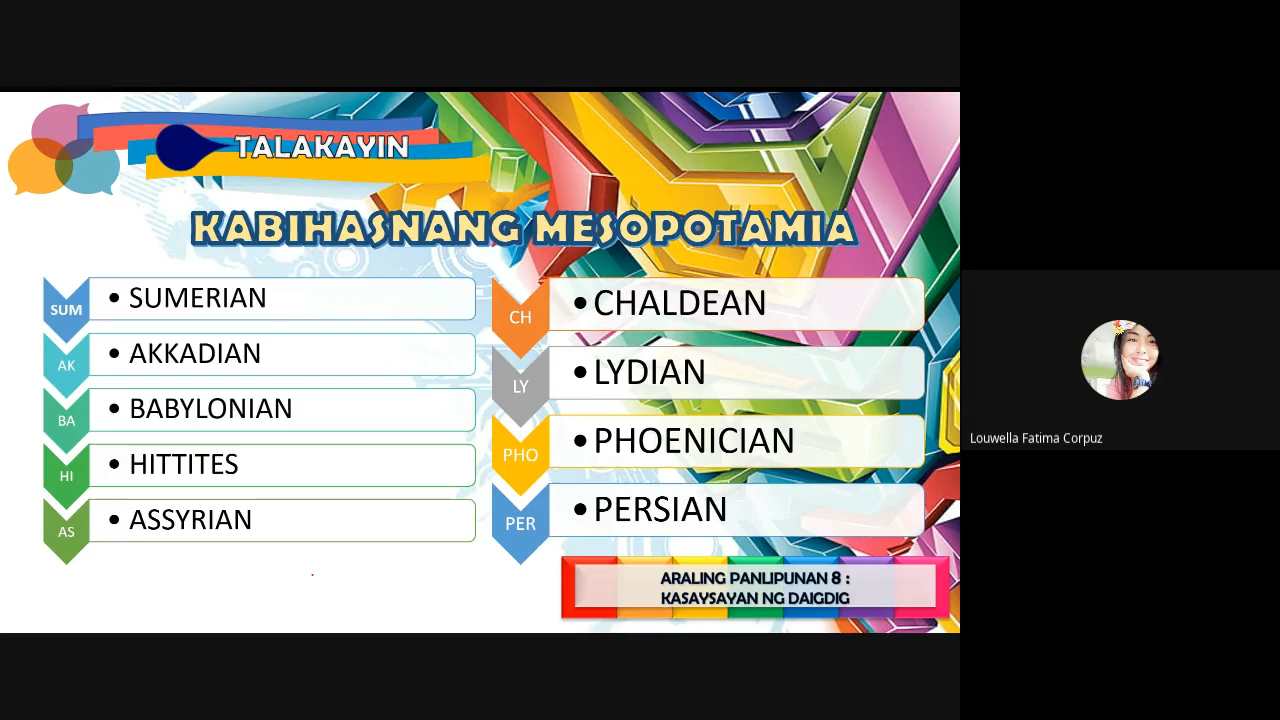 TALAKAYIN
KABIHASNANG MESOPOTAMIA
SUM
• SUMERIAN
AK
• AKKADIAN
BA
• BABYLONIAN
HI
• HITTITES
AS
• ASSYRIAN
CH
• CHALDEAN
LY
• LYDIAN
PHO
• PHOENICIAN
PER
• PERSIAN
ARALING PANLIPUNAN 8 :
KASAYSAYAN NG DAIGDIG
Louwella Fatima Corpuz